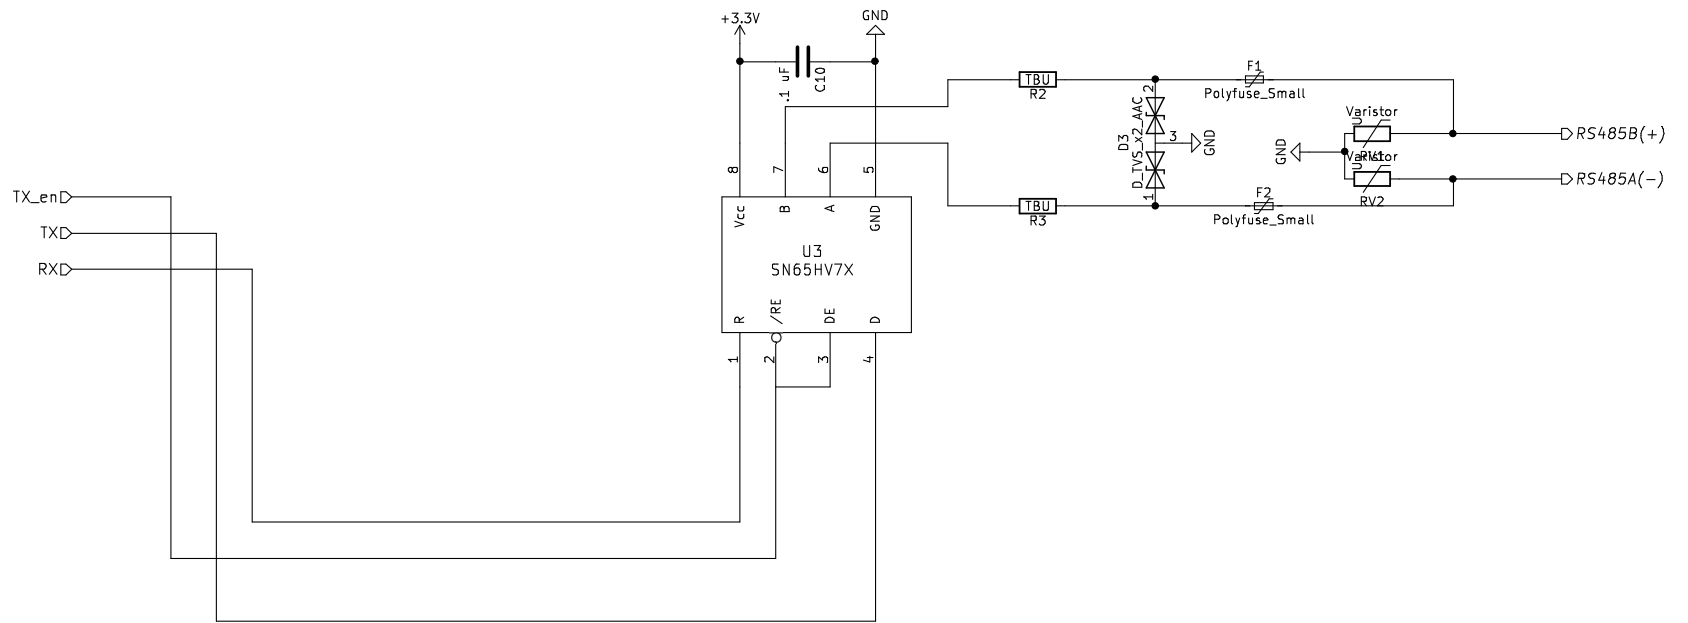 +3.3V
GND
.1 uF
C10
TBU
R2
F1
Polyfuse_Small
2
D3
D_TVS_x2_AAC
3
GND
1
Varistor
RV1
GND
RS485B(+)
Varistor
RV2
RS485A(-)
TBU
R3
F2
Polyfuse_Small
8
7
6
5
Vcc
B
A
GND
TX_en
TX
RX
U3
SN65HV7X
R
/RE
DE
D
1
2
3
4